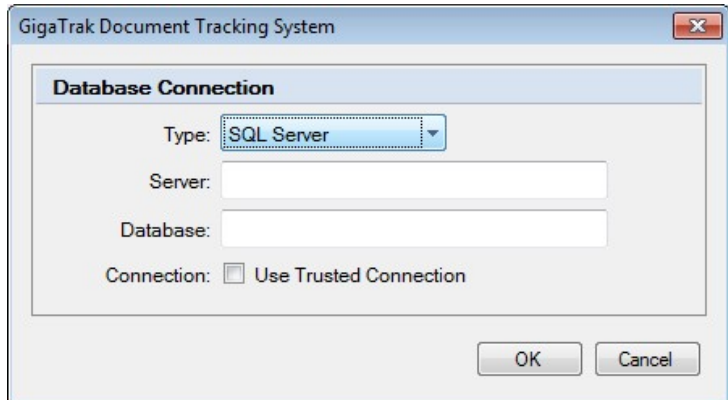 GigaTrak Document Tracking System
Database Connection
Type: SQL Server
Server:
Database:
Connection: Use Trusted Connection
OK Cancel